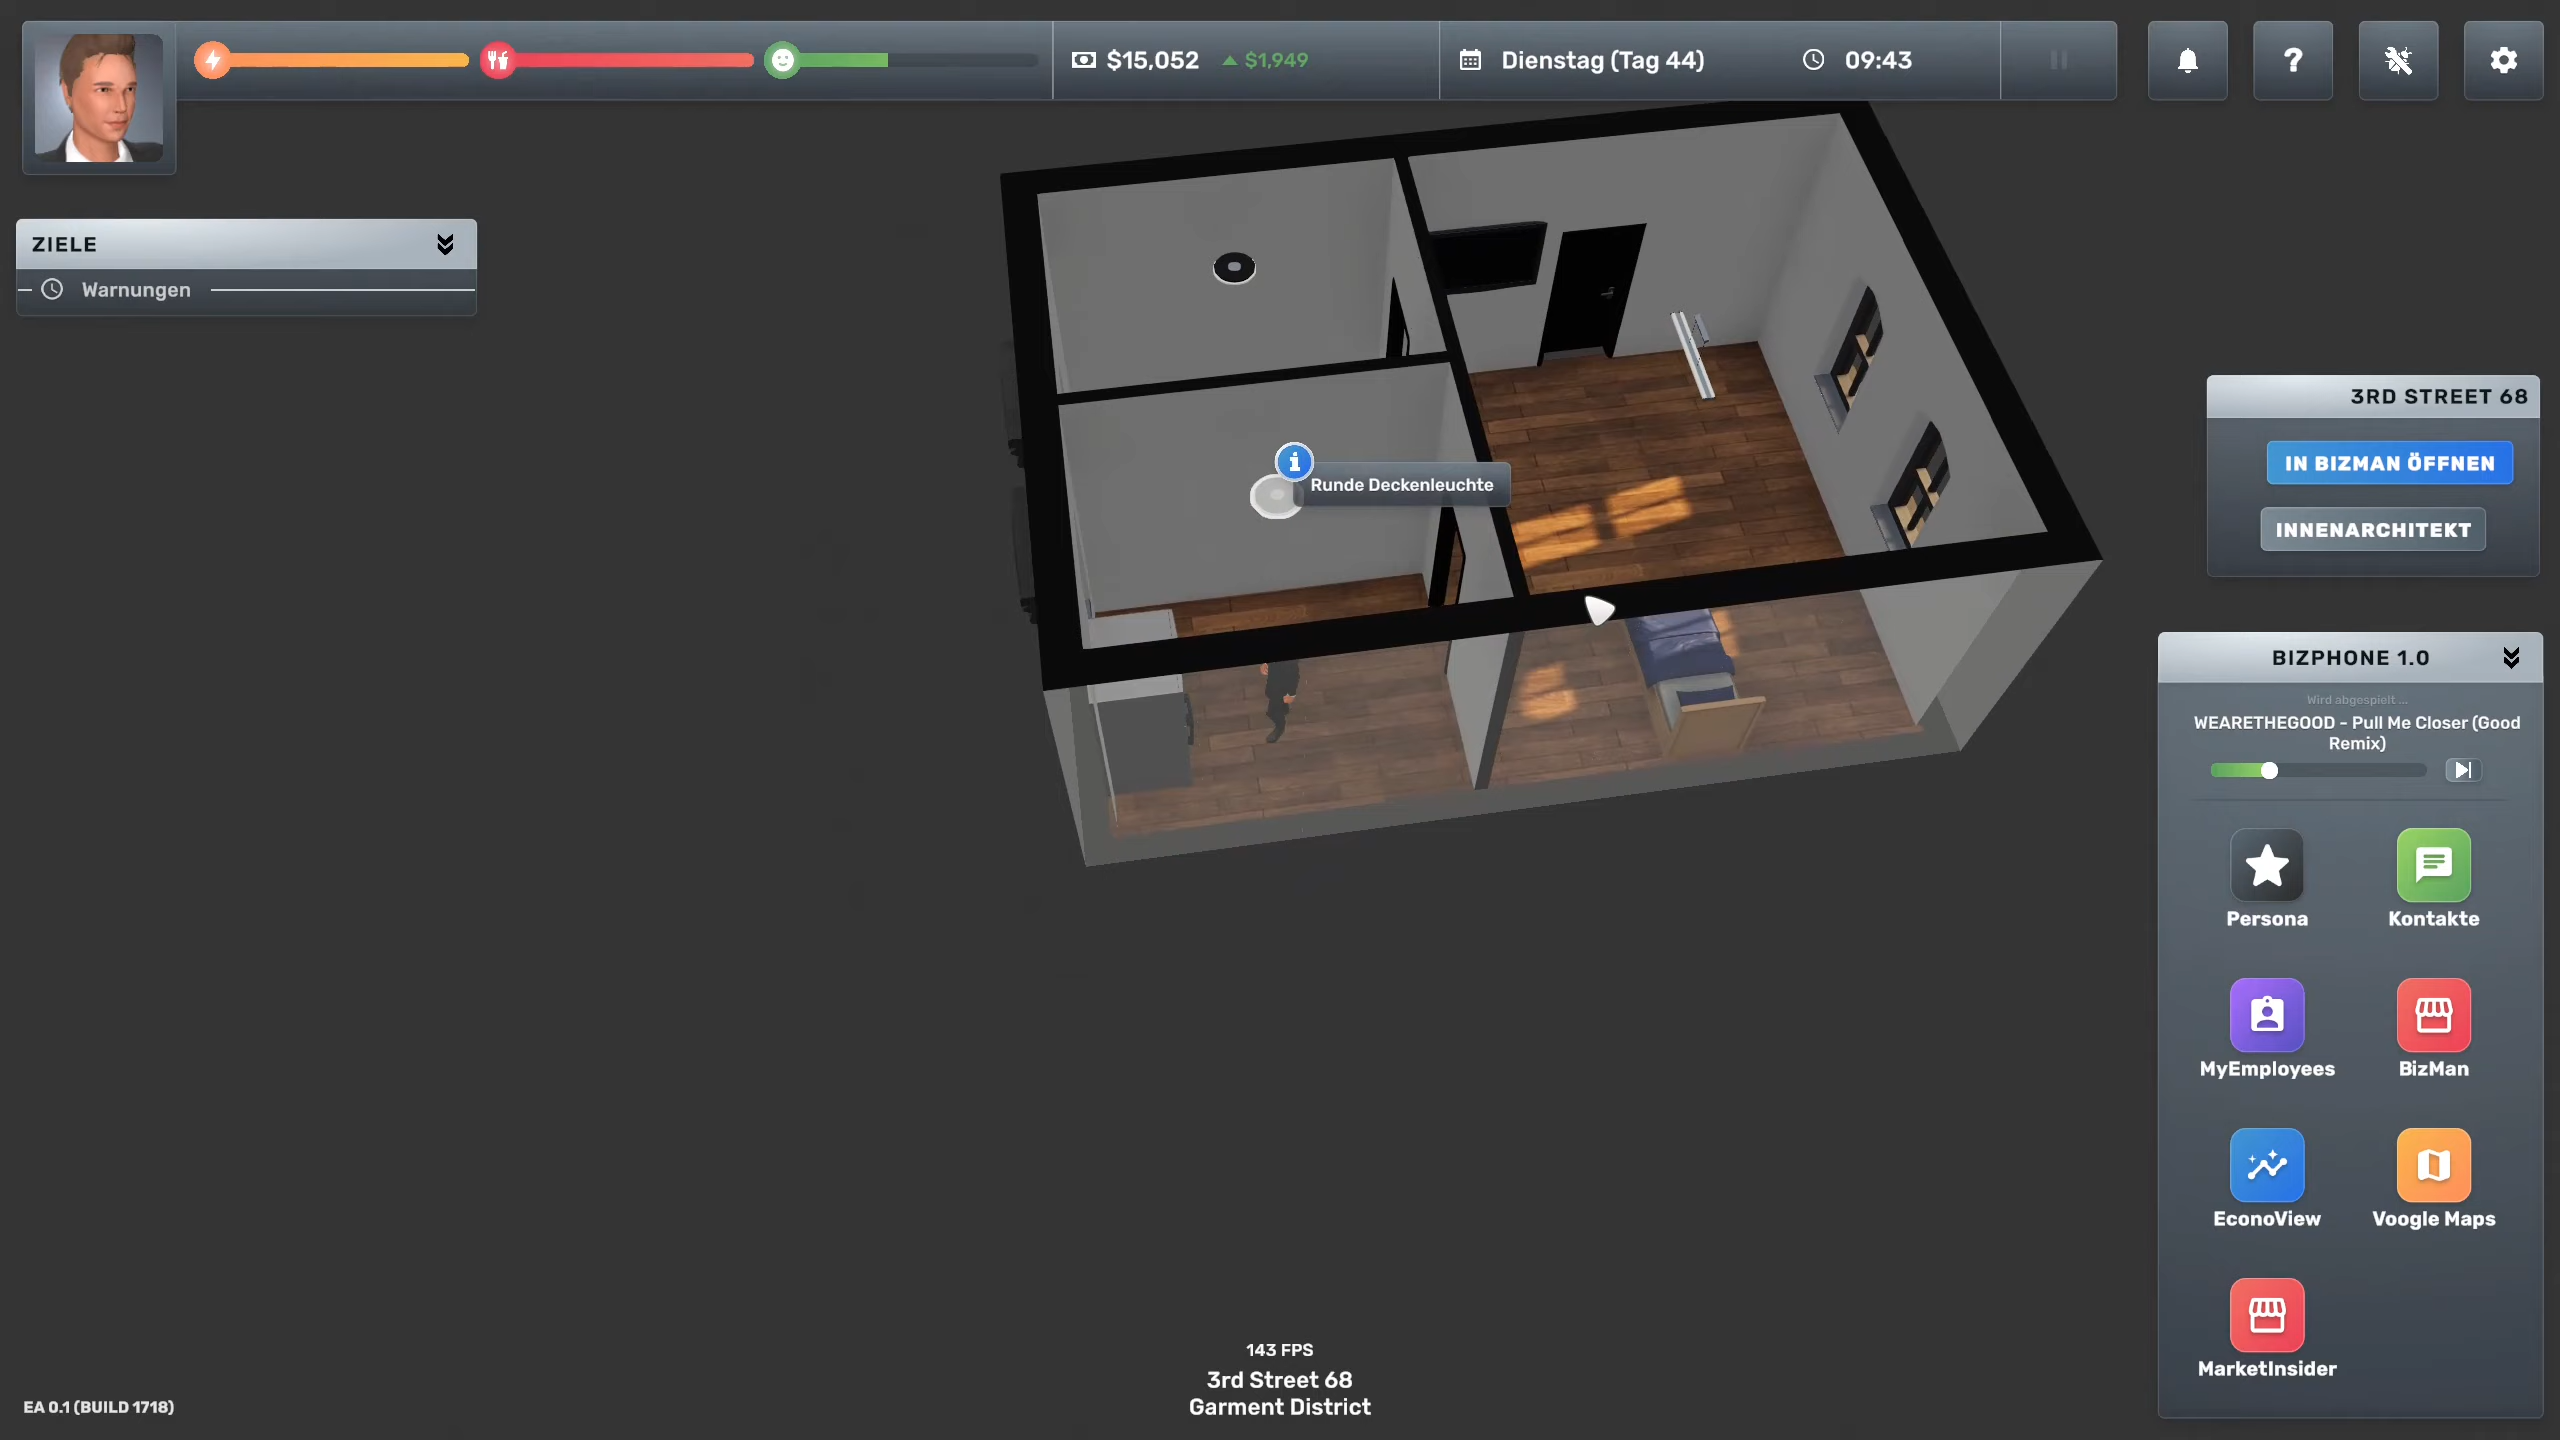 $15,052
$1,949
Dienstag (Tag 44)
09:43
?
ZIELE
Warnungen
Runde Deckenleuchte
3RD STREET 68
IN BIZMAN ÖFFNEN
INNENARCHITEKT
BIZPHONE 1.0
Wird abgespielt ...
WEARETHEGOOD - Pull Me Closer (Good
Remix)
Persona
Kontakte
MyEmployees
BizMan
EconoView
Voogle Maps
MarketInsider
143 FPS
3rd Street 68
Garment District
EA 0.1 (BUILD 1718)